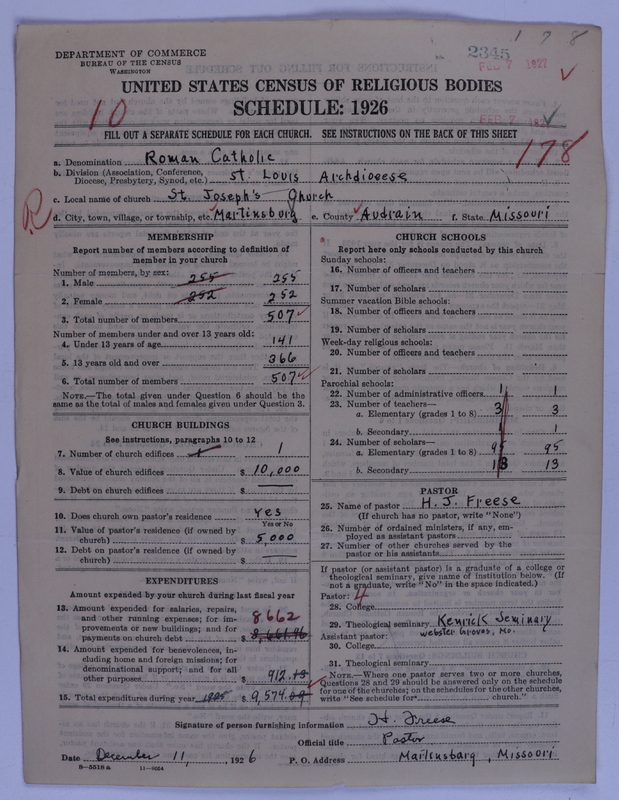 1 7 8
DEPARTMENT OF COMMERCE
BUREAU OF THE CENSUS
WASHINGTON
2345
FEB 7 1927
UNITED STATES CENSUS OF RELIGIOUS BODIES
SCHEDULE: 1926
FEB 7 192
10
FILL OUT A SEPARATE SCHEDULE FOR EACH CHURCH. SEE INSTRUCTIONS ON THE BACK OF THIS SHEET
178
a. Denomination Roman Catholic
b. Division (Association, Conference, Diocese, Presbytery, Synod, etc.) St. Louis Archdiocese
c. Local name of church St. Joseph's Church
R
d. City, town, village, or township, etc. Martinsburg e. County Audrain f. State Missouri
MEMBERSHIP
Report number of members according to definition of member in your church
Number of members, by sex:
1. Male 255 255
2. Female 252 252
3. Total number of members 507
Number of members under and over 13 years old:
4. Under 13 years of age 141
5. 13 years old and over 366
6. Total number of members 507
NOTE.—The total given under Question 6 should be the same as the total of males and females given under Question 3.
CHURCH BUILDINGS
See instructions, paragraphs 10 to 12
7. Number of church edifices 1 1
8. Value of church edifices $ 10,000
9. Debt on church edifices $ —
10. Does church own pastor's residence Yes
Yes or No
11. Value of pastor's residence (if owned by church) $ 5000
12. Debt on pastor's residence (if owned by church) $ —
EXPENDITURES
Amount expended by your church during last fiscal year
13. Amount expended for salaries, repairs, and other running expenses; for improvements or new buildings; and for payments on church debt $ 8,661.96
8662
14. Amount expended for benevolences, including home and foreign missions; for denominational support; and for all other purposes $ 912.13
15. Total expenditures during year 1925 $ 9,574.09
CHURCH SCHOOLS
Report here only schools conducted by this church
Sunday schools:
16. Number of officers and teachers
17. Number of scholars
Summer vacation Bible schools:
18. Number of officers and teachers
19. Number of scholars
Week-day religious schools:
20. Number of officers and teachers
21. Number of scholars
Parochial schools:
22. Number of administrative officers 1 1
23. Number of teachers—
a. Elementary (grades 1 to 8) 3 3
b. Secondary 1 1
24. Number of scholars—
a. Elementary (grades 1 to 8) 95 95
b. Secondary 13 13
PASTOR
25. Name of pastor H. J. Freese
(If church has no pastor, write "None")
26. Number of ordained ministers, if any, employed as assistant pastors
27. Number of other churches served by the pastor or his assistants
If pastor (or assistant pastor) is a graduate of a college or theological seminary, give name of institution below. (If not a graduate, write "No" in the space indicated.)
Pastor: 4
28. College
29. Theological seminary Kenrick Seminary
Assistant pastor: Webster Groves, Mo.
30. College
31. Theological seminary
NOTE.—Where one pastor serves two or more churches, Questions 28 and 29 should be answered only on the schedule for one of the churches; on the schedules for the other churches, write "See schedule for church."
Signature of person furnishing information H. Freese
Official title Pastor
Date December 11, , 1926 P. O. Address Martinsburg, Missouri
8—5518 a 11—9264